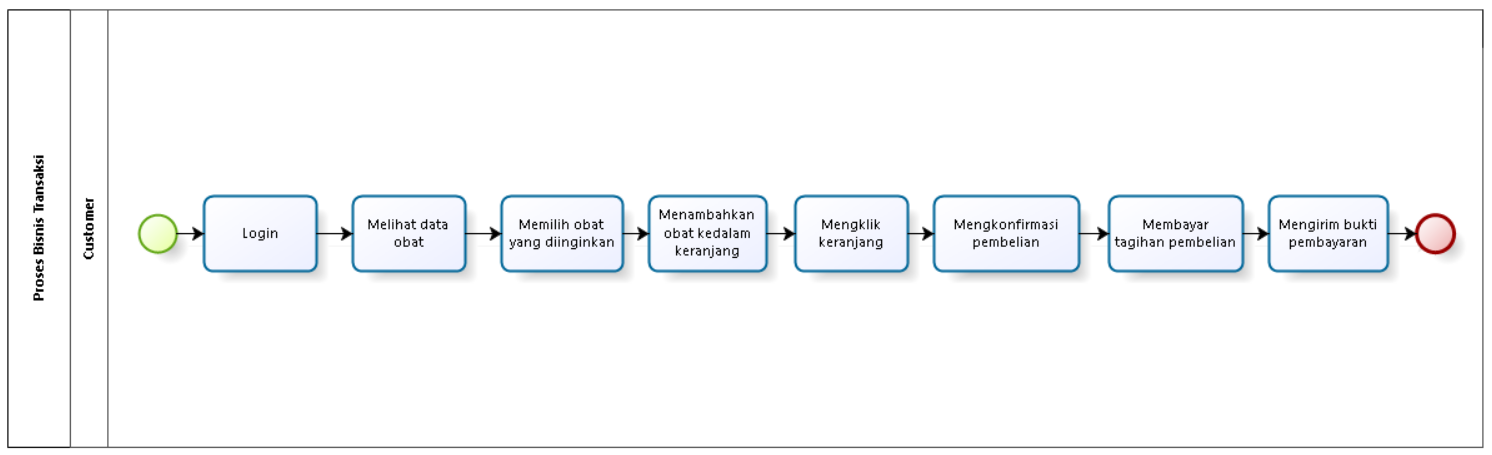 Proses Bisnis Transaksi
Customer
Login
Melihat data
obat
Memilih obat
yang diinginkan
Menambahkan
obat kedalam
keranjang
Mengklik
keranjang
Mengkonfirmasi
pembelian
Membayar
tagihan pembelian
Mengirim bukti
pembayaran